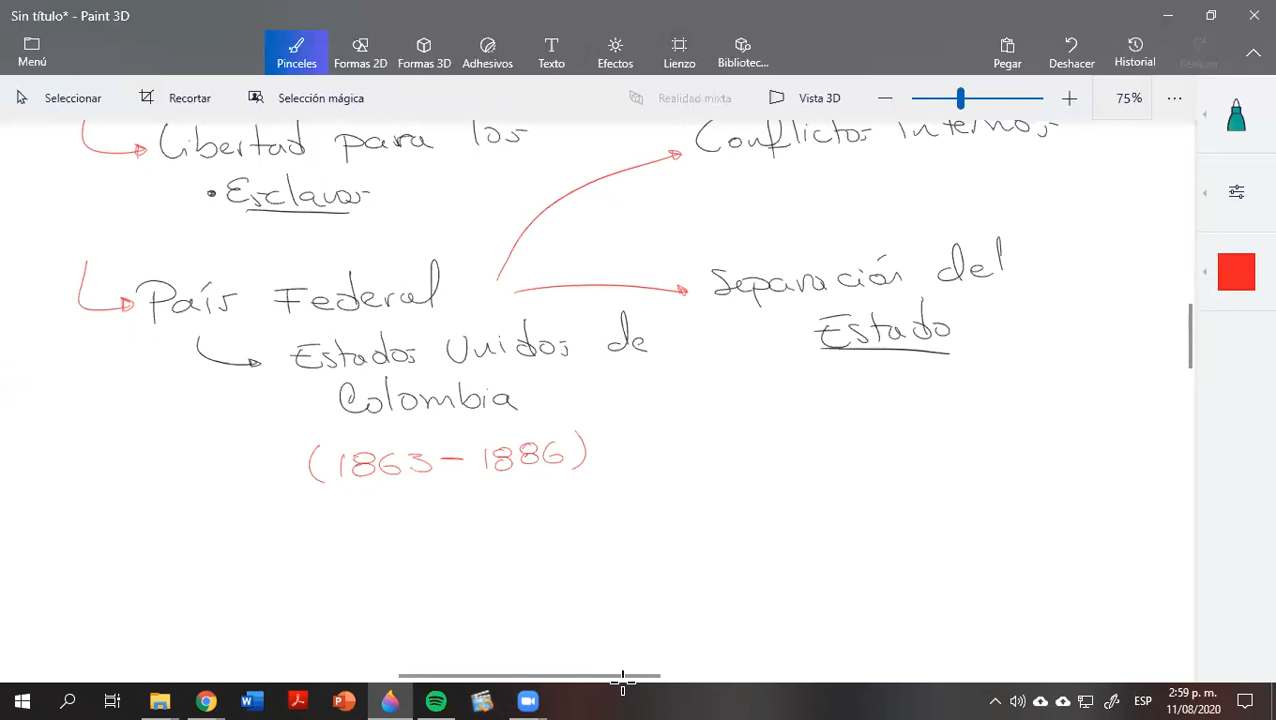 Sin título* - Paint 3D
Menú
Pinceles
Formas 2D
Formas 3D
Adhesivos
Texto
Efectos
Lienzo
Bibliotec...
Pegar
Deshacer
Historial
Rehacer
Seleccionar
Recortar
Selección mágica
Realidad mixta
Vista 3D
75%
Libertad para los
• Esclavos
Conflictos internos
País Federal
Separación del
Estado
Estados Unidos de
Colombia
(1863 - 1886)
ESP
2:59 p. m.
11/08/2020